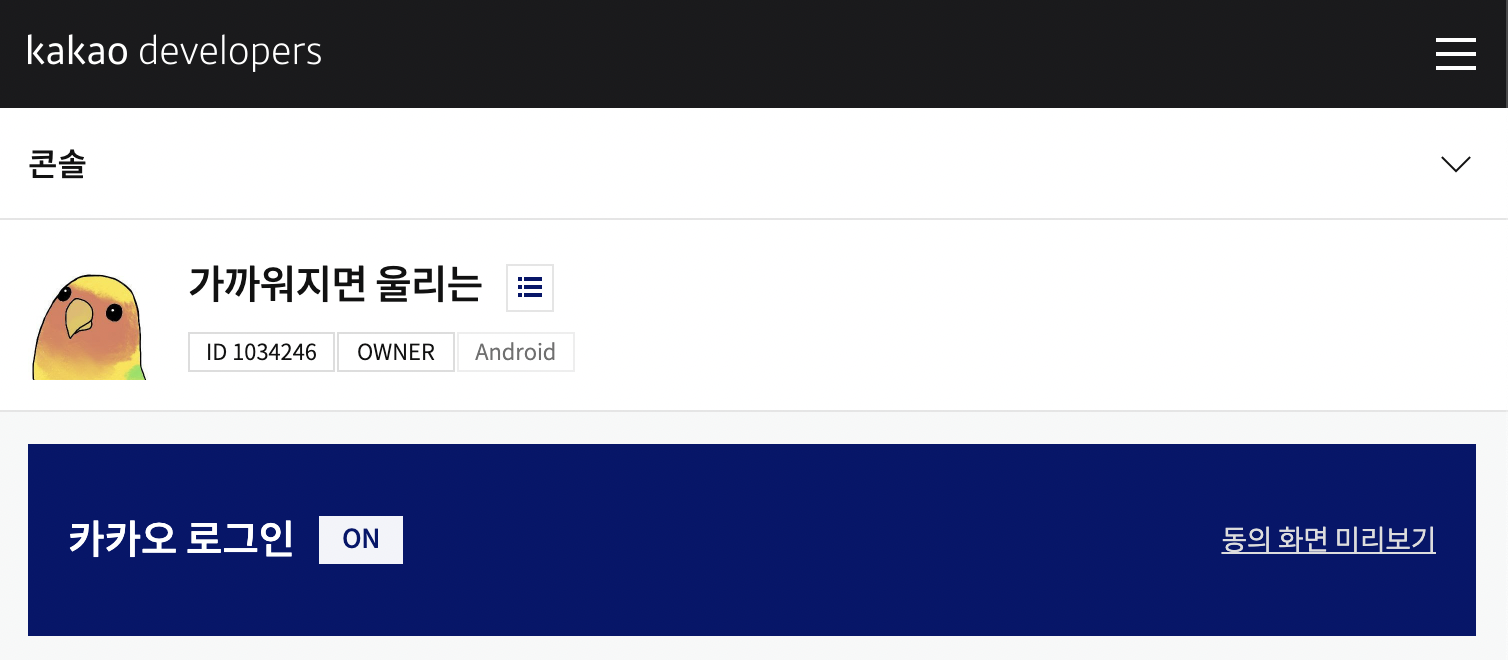 kakao developers
콘솔
가까워지면 울리는
ID 1034246 OWNER Android
카카오 로그인 ON 동의 화면 미리보기